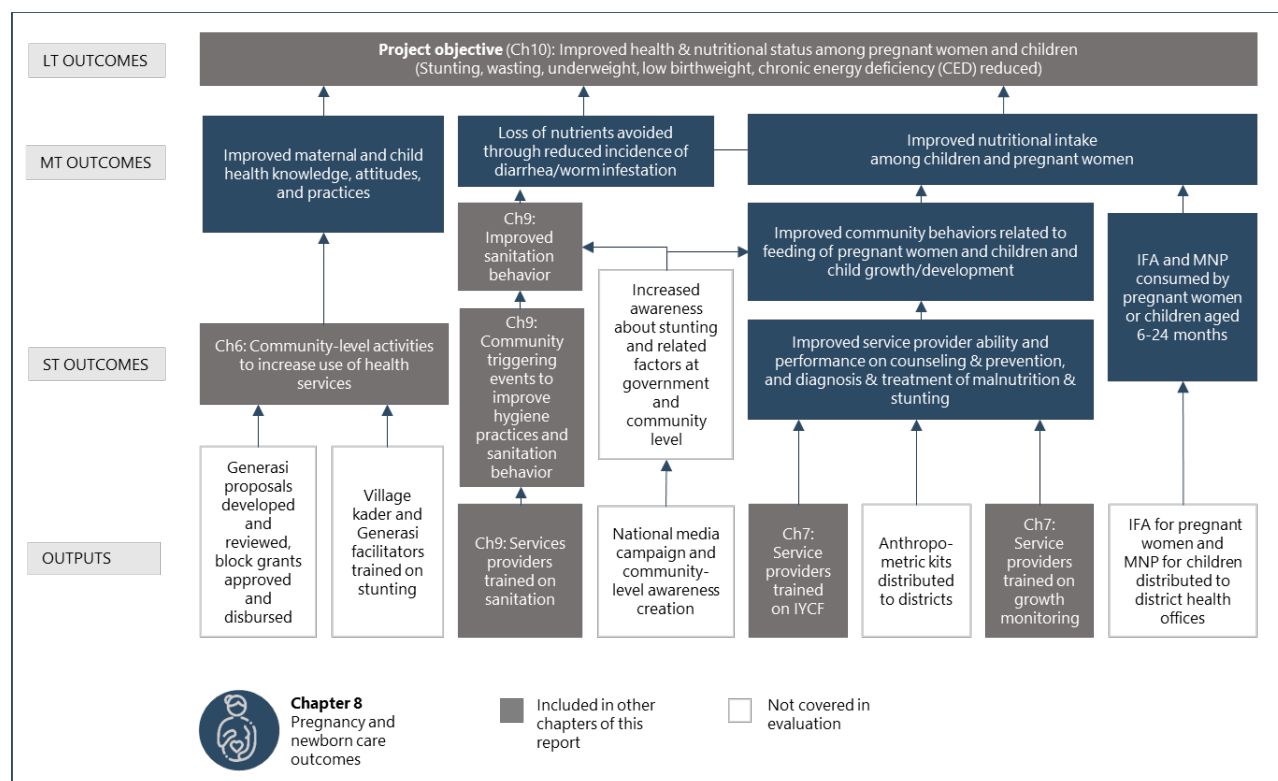 LT OUTCOMES
Project objective (Ch10): Improved health & nutritional status among pregnant women and children
(Stunting, wasting, underweight, low birthweight, chronic energy deficiency (CED) reduced)
MT OUTCOMES
Improved maternal and child
health knowledge, attitudes,
and practices
Loss of nutrients avoided
through reduced incidence of
diarrhea/worm infestation
Improved nutritional intake
among children and pregnant women
Ch9:
Improved
sanitation
behavior
Improved community behaviors related to
feeding of pregnant women and children and
child growth/development
IFA and MNP
consumed by
pregnant women
or children aged
6-24 months
ST OUTCOMES
Ch6: Community-level activities
to increase use of health
services
Ch9:
Community
triggering
events to
improve
hygiene
practices and
sanitation
behavior
Increased
awareness
about stunting
and related
factors at
government
and
community
level
Improved service provider ability and
performance on counseling & prevention,
and diagnosis & treatment of malnutrition &
stunting
OUTPUTS
Generasi
proposals
developed
and
reviewed,
block grants
approved
and
disbursed
Village
kader and
Generasi
facilitators
trained on
stunting
Ch9: Services
providers
trained on
sanitation
National media
campaign and
community-
level awareness
creation
Ch7:
Service
providers
trained
on IYCF
Anthropo-
metric kits
distributed
to districts
Ch7:
Service
providers
trained on
growth
monitoring
IFA for pregnant
women and
MNP for children
distributed to
district health
offices
Chapter 8
Pregnancy and
newborn care
outcomes
Included in other
chapters of this
report
Not covered in
evaluation